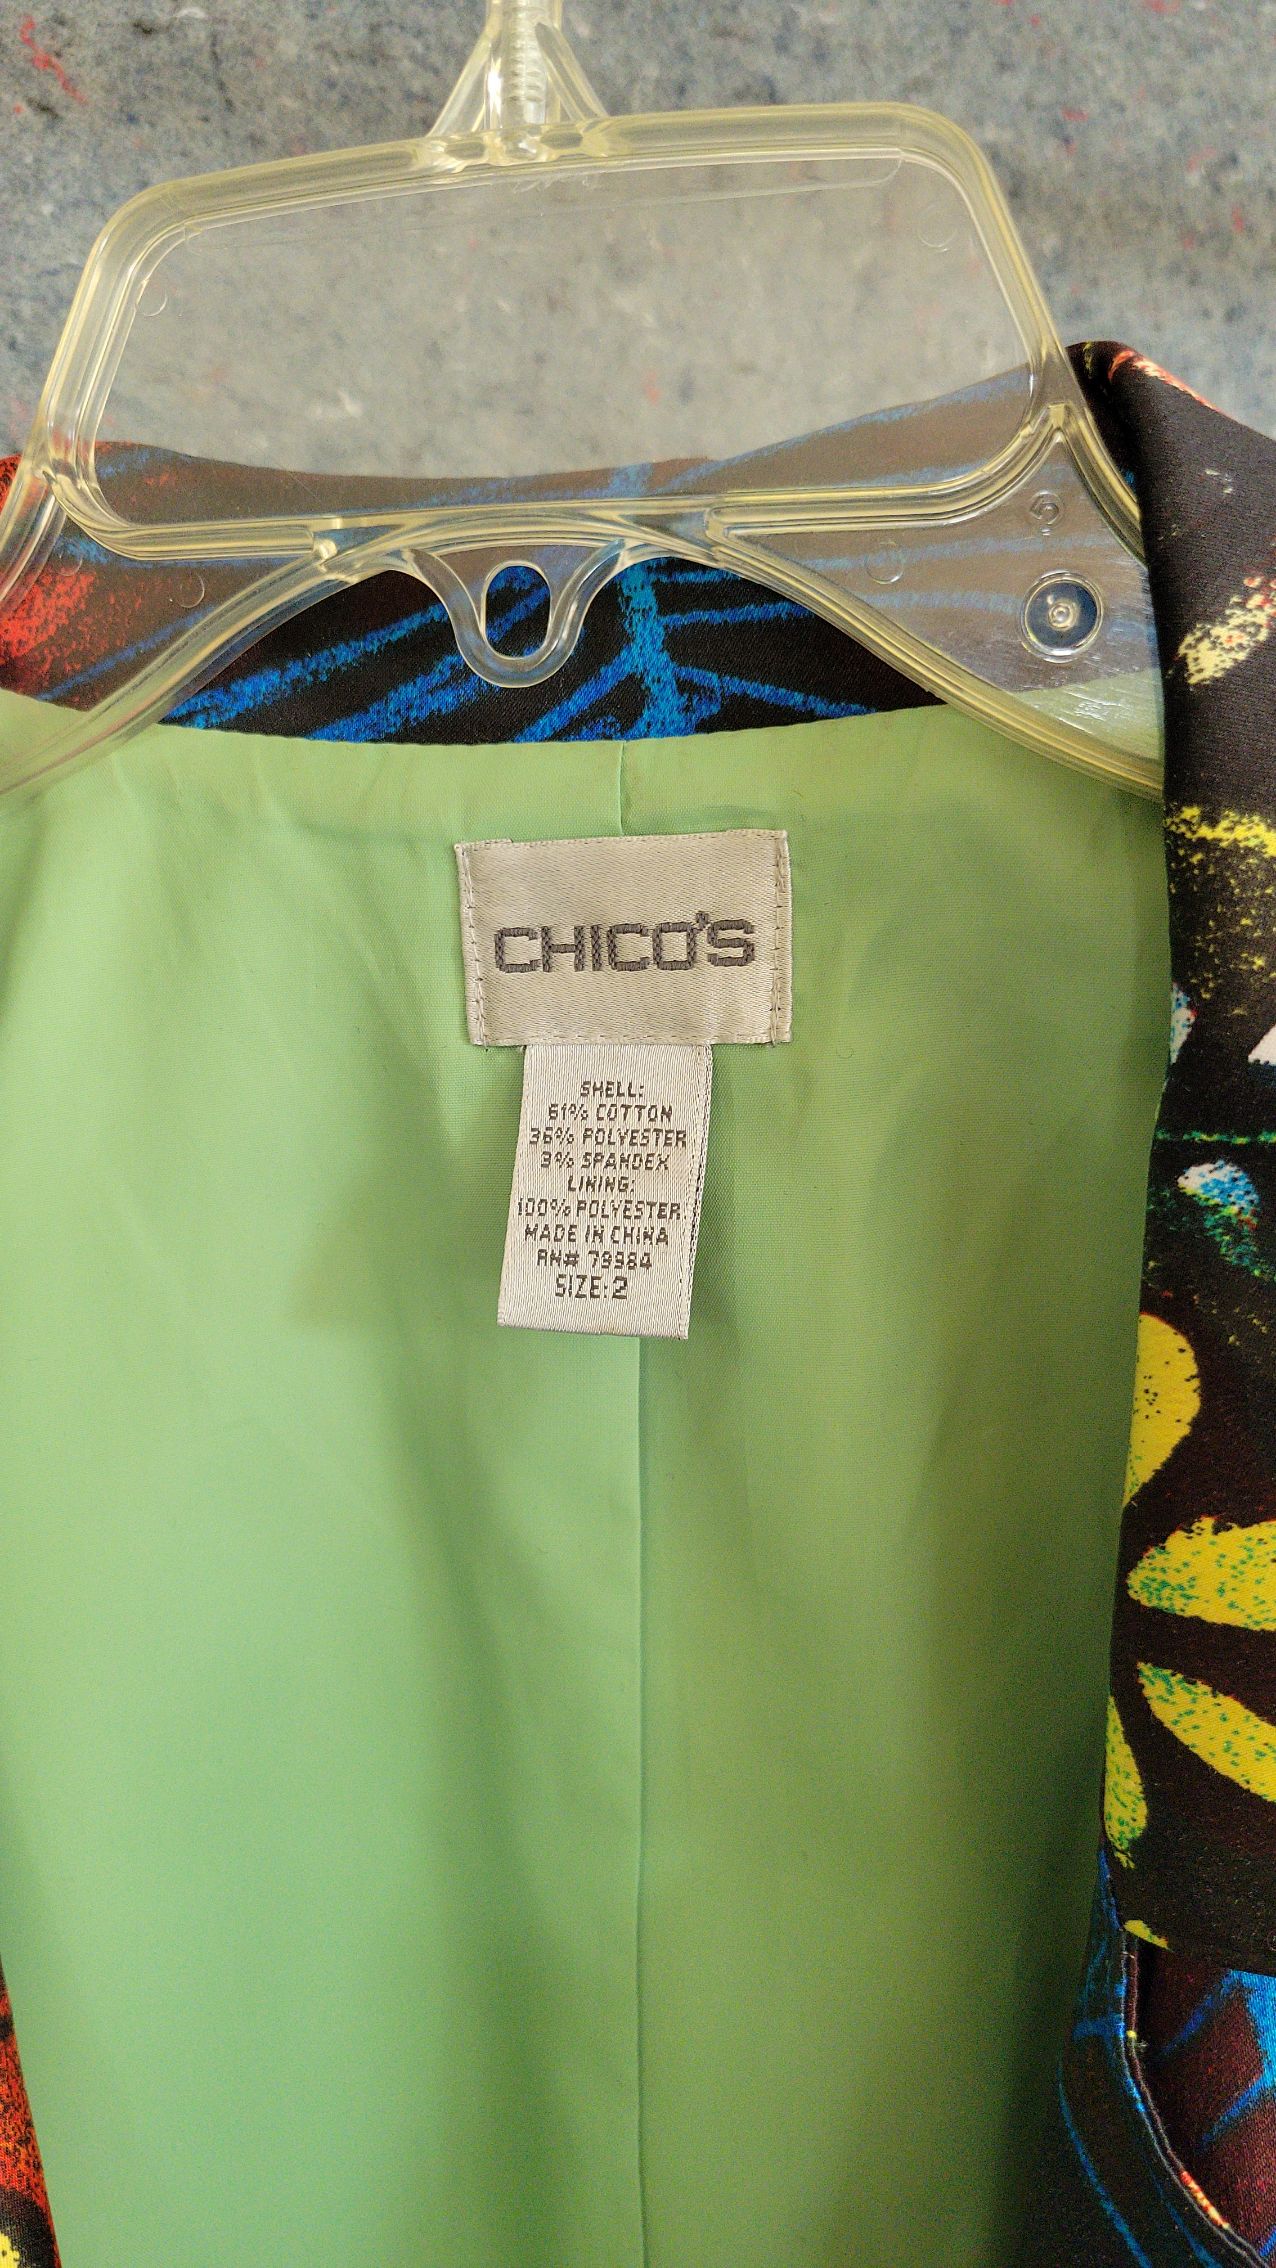 CHICO'S
SHELL:
61% COTTON
36% POLYESTER
3% SPANDEX
LINING:
100% POLYESTER
MADE IN CHINA
RN# 79984
SIZE: 2